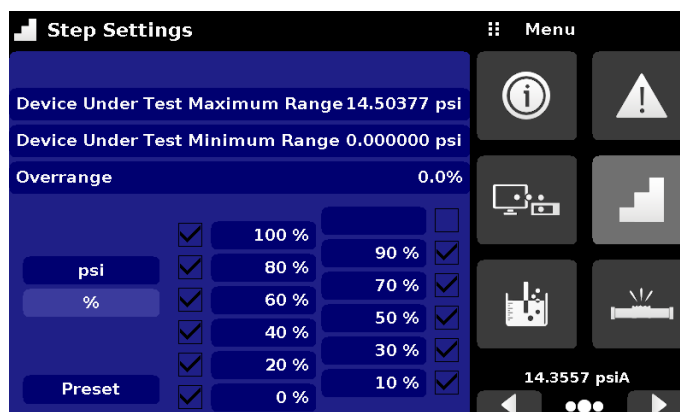 Step Settings
Menu
Device Under Test Maximum Range 14.50377 psi
Device Under Test Minimum Range 0.000000 psi
Overrange 0.0%
100 %
90 %
psi
80 %
70 %
%
60 %
50 %
40 %
30 %
20 %
10 %
Preset
0 %
14.3557 psiA